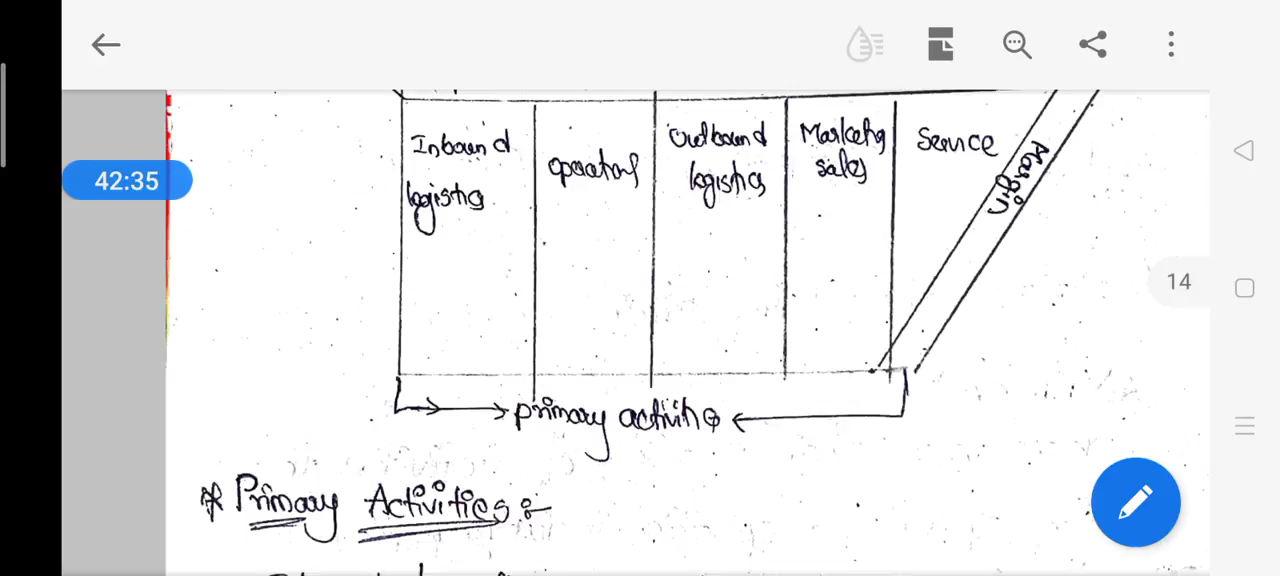 42:35
14
Inbound logistics
operations
Outbound logistics
Marketing sales
Service
Margin
primary activities
* Primary Activities :-